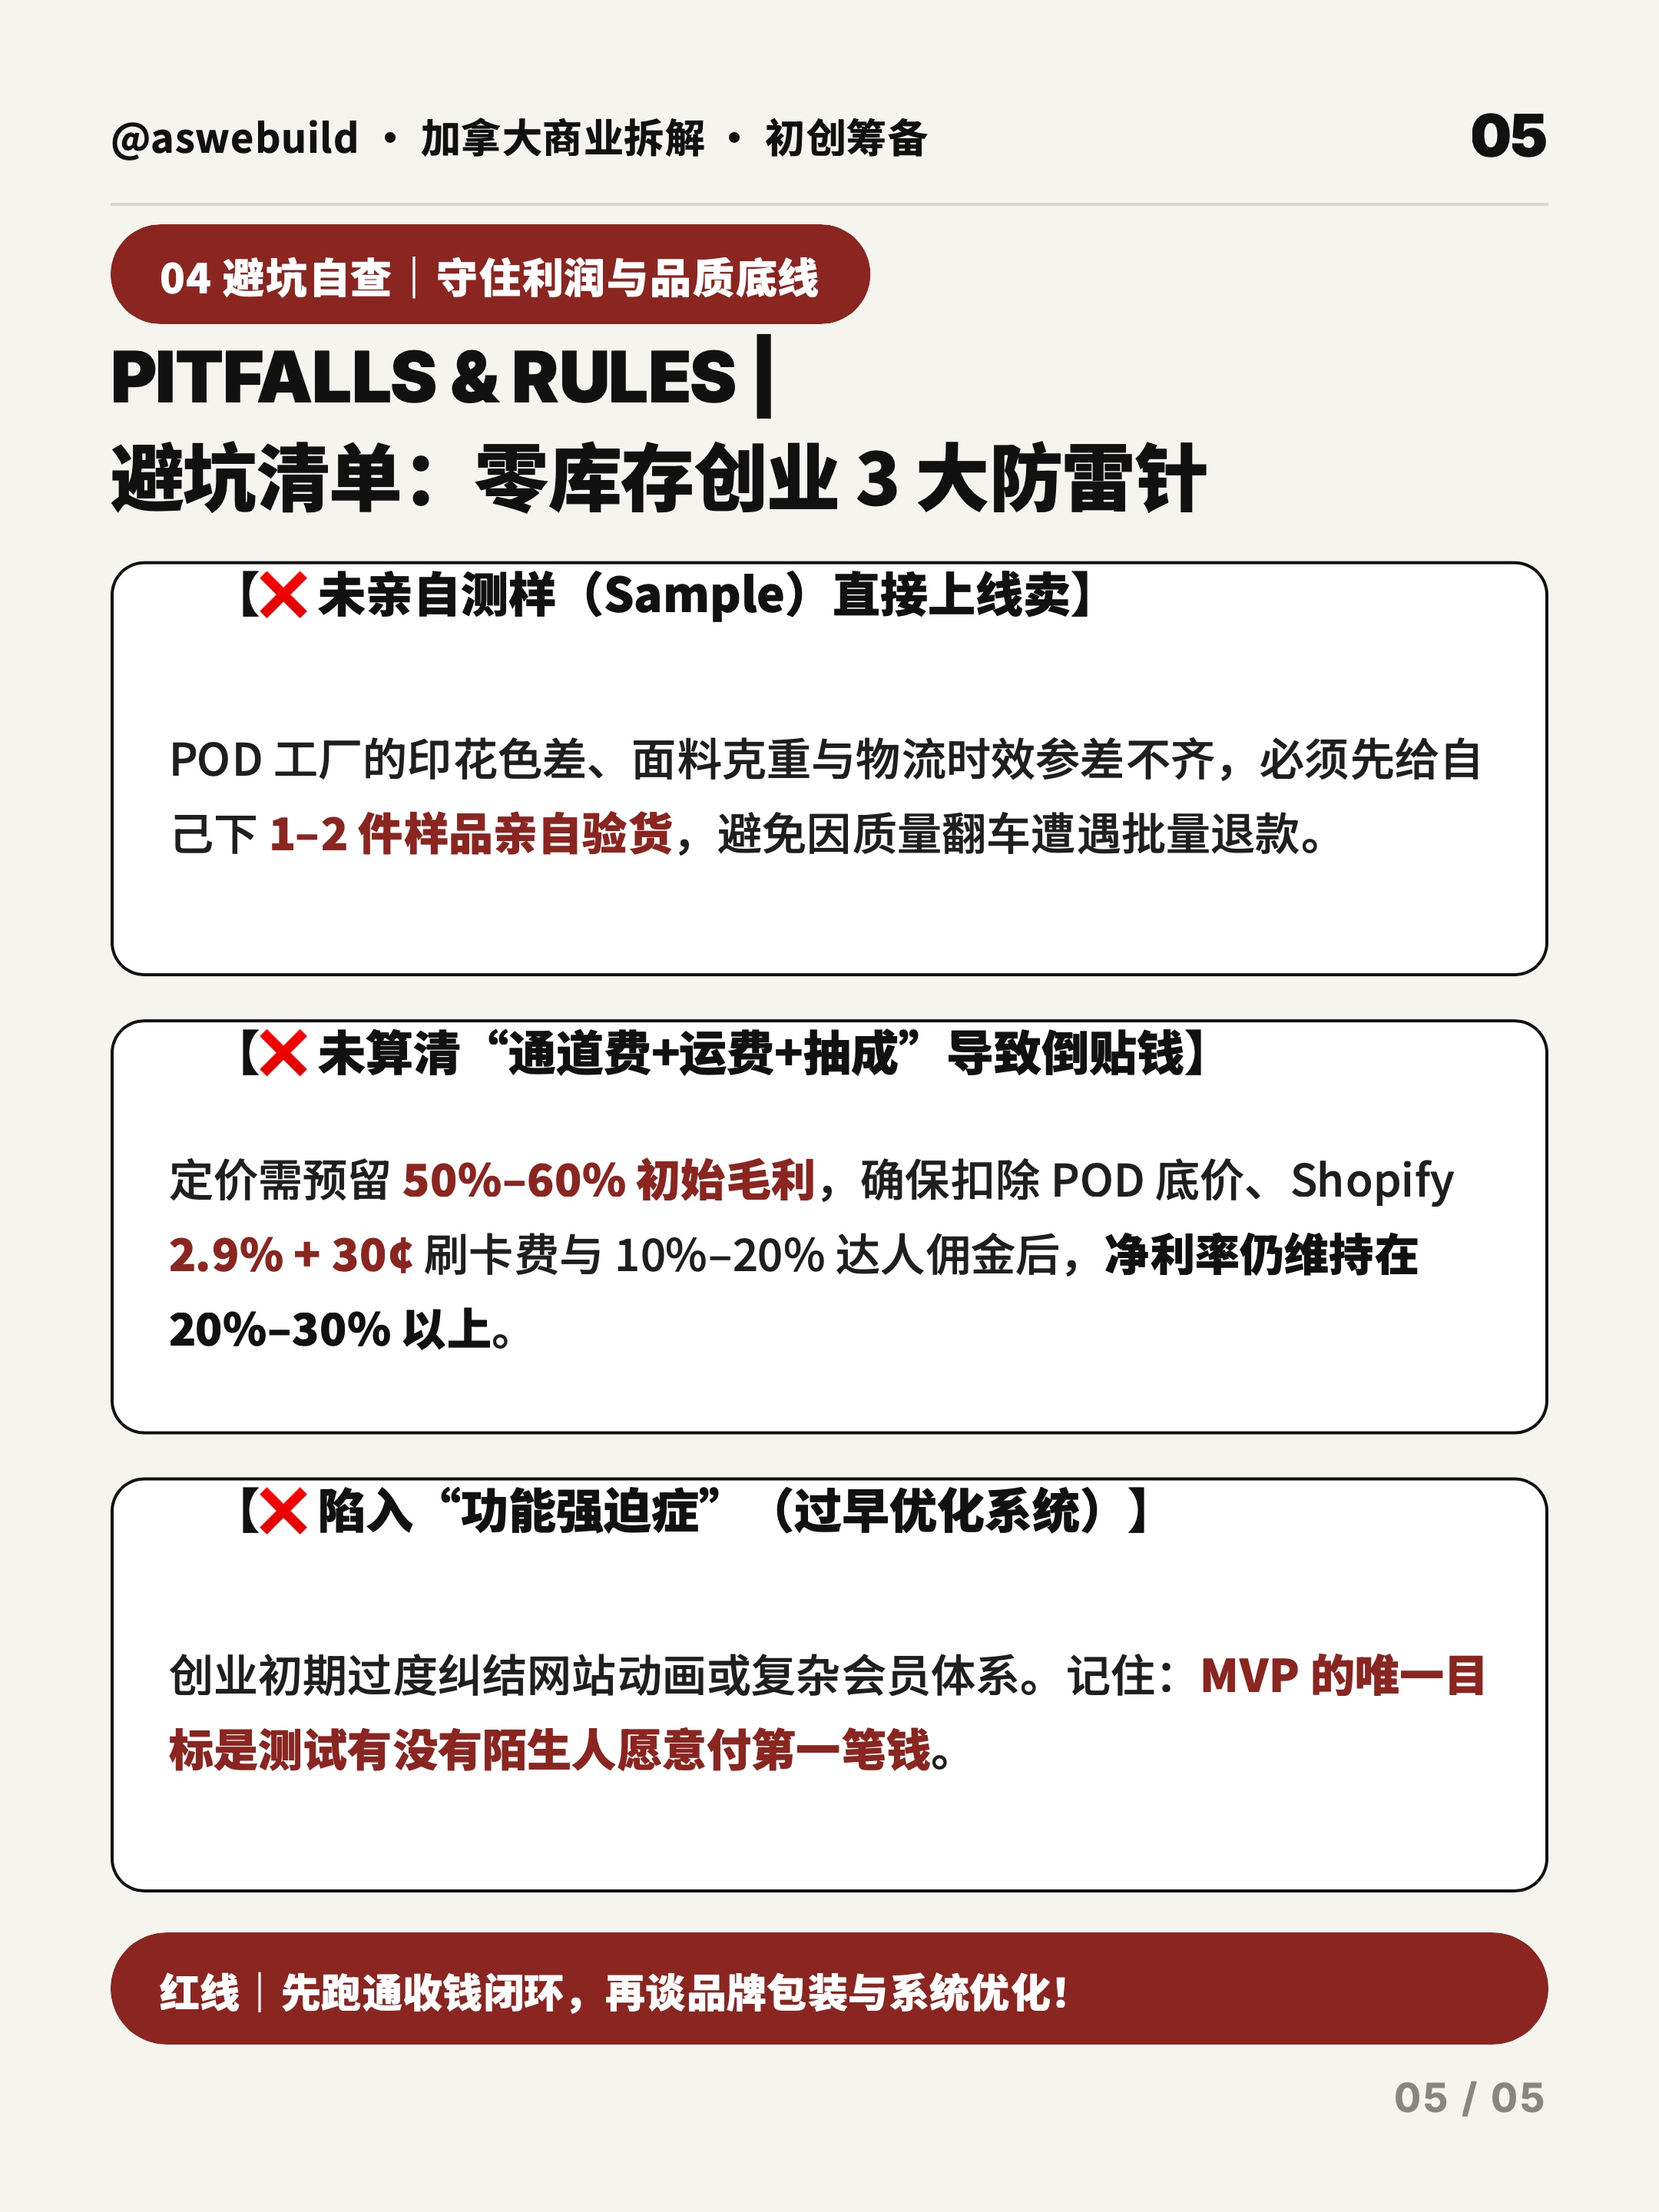 @aswebuild • 加拿大商业拆解 • 初创筹备
05
04 避坑自查｜守住利润与品质底线
PITFALLS & RULES |
避坑清单：零库存创业 3 大防雷针
【❌ 未亲自测样（Sample）直接上线卖】
POD 工厂的印花色差、面料克重与物流时效参差不齐，必须先给自
己下 1–2 件样品亲自验货，避免因质量翻车遭遇批量退款。
【❌ 未算清“通道费+运费+抽成”导致倒贴钱】
定价需预留 50%–60% 初始毛利，确保扣除 POD 底价、Shopify
2.9% + 30¢ 刷卡费与 10%–20% 达人佣金后，净利率仍维持在
20%–30% 以上。
【❌ 陷入“功能强迫症”（过早优化系统）】
创业初期过度纠结网站动画或复杂会员体系。记住：MVP 的唯一目
标是测试有没有陌生人愿意付第一笔钱。
红线｜先跑通收钱闭环，再谈品牌包装与系统优化！
05 / 05